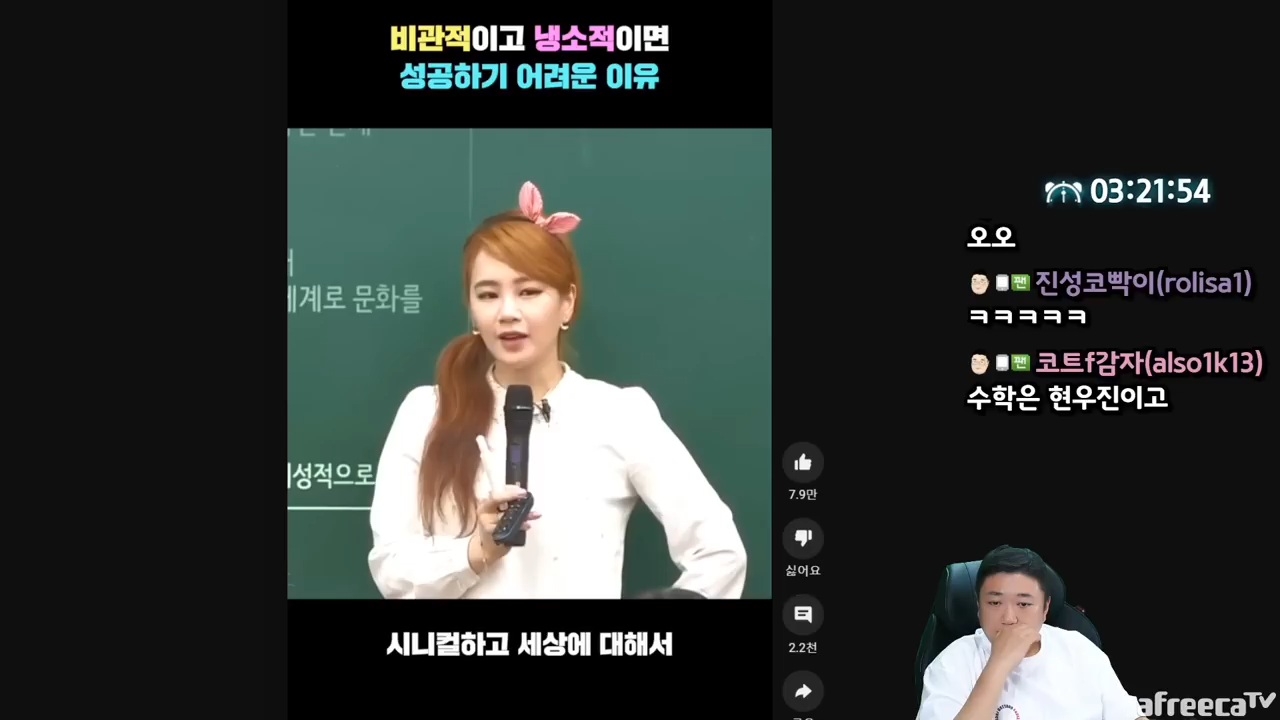 비관적이고 냉소적이면
성공하기 어려운 이유
계로 문화를
성적으로
시니컬하고 세상에 대해서
7.9만
싫어요
2.2천
03:21:54
오오
팬 진성코빡이(rolisa1)
ㅋㅋㅋㅋㅋ
팬 코트f감자(also1k13)
수학은 현우진이고
afreecaTV